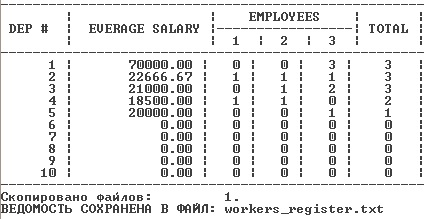 EMPLOYEES
DEP # ¦ EVERAGE SALARY ¦ ¦ TOTAL
1 ¦ 2 ¦ 3
1 ¦ 70000.00 ¦ 0 ¦ 0 ¦ 3 ¦ 3
2 ¦ 22666.67 ¦ 1 ¦ 1 ¦ 1 ¦ 3
3 ¦ 21000.00 ¦ 0 ¦ 1 ¦ 2 ¦ 3
4 ¦ 18500.00 ¦ 1 ¦ 1 ¦ 0 ¦ 2
5 ¦ 20000.00 ¦ 0 ¦ 0 ¦ 1 ¦ 1
6 ¦ 0.00 ¦ 0 ¦ 0 ¦ 0 ¦ 0
7 ¦ 0.00 ¦ 0 ¦ 0 ¦ 0 ¦ 0
8 ¦ 0.00 ¦ 0 ¦ 0 ¦ 0 ¦ 0
9 ¦ 0.00 ¦ 0 ¦ 0 ¦ 0 ¦ 0
10 ¦ 0.00 ¦ 0 ¦ 0 ¦ 0 ¦ 0
Скопировано файлов: 1.
ВЕДОМОСТЬ СОХРАНЕНА В ФАЙЛ: workers_register.txt